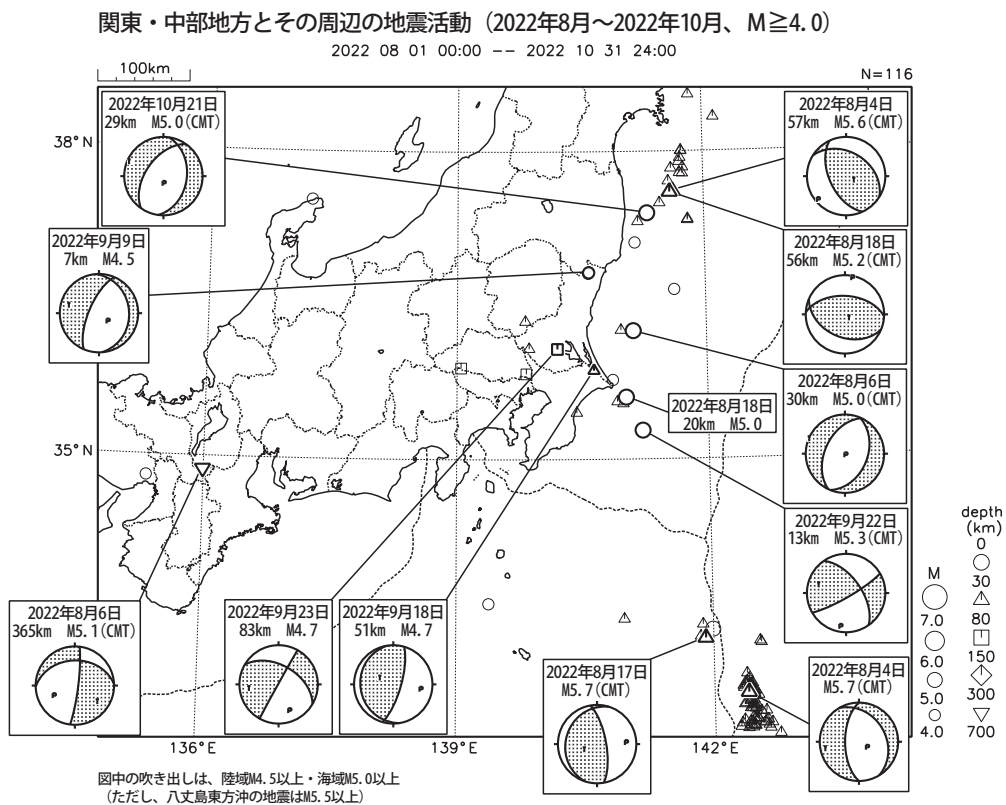 関東・中部地方とその周辺の地震活動(2022年8月~2022年10月、M≧4.0)
2022 08 01 00:00 -- 2022 10 31 24:00
100km
N=116
2022年10月21日
29km M5.0(CMT)
P
T
2022年8月4日
57km M5.6(CMT)
T
P
38°N
2022年9月9日
7km M4.5
T
P
2022年8月18日
56km M5.2(CMT)
P
T
2022年8月6日
30km M5.0(CMT)
P
2022年8月18日
20km M5.0
35°N
2022年9月22日
13km M5.3(CMT)
T
P
2022年8月6日
365km M5.1(CMT)
P
T
2022年9月23日
83km M4.7
T
P
2022年9月18日
51km M4.7
T
2022年8月17日
M5.7(CMT)
T
P
2022年8月4日
M5.7(CMT)
T
P
M
7.0
6.0
5.0
4.0
depth
(km)
0
30
80
150
300
700
136°E
139°E
142°E
図中の吹き出しは、陸域M4.5以上・海域M5.0以上
(ただし、八丈島東方沖の地震はM5.5以上)